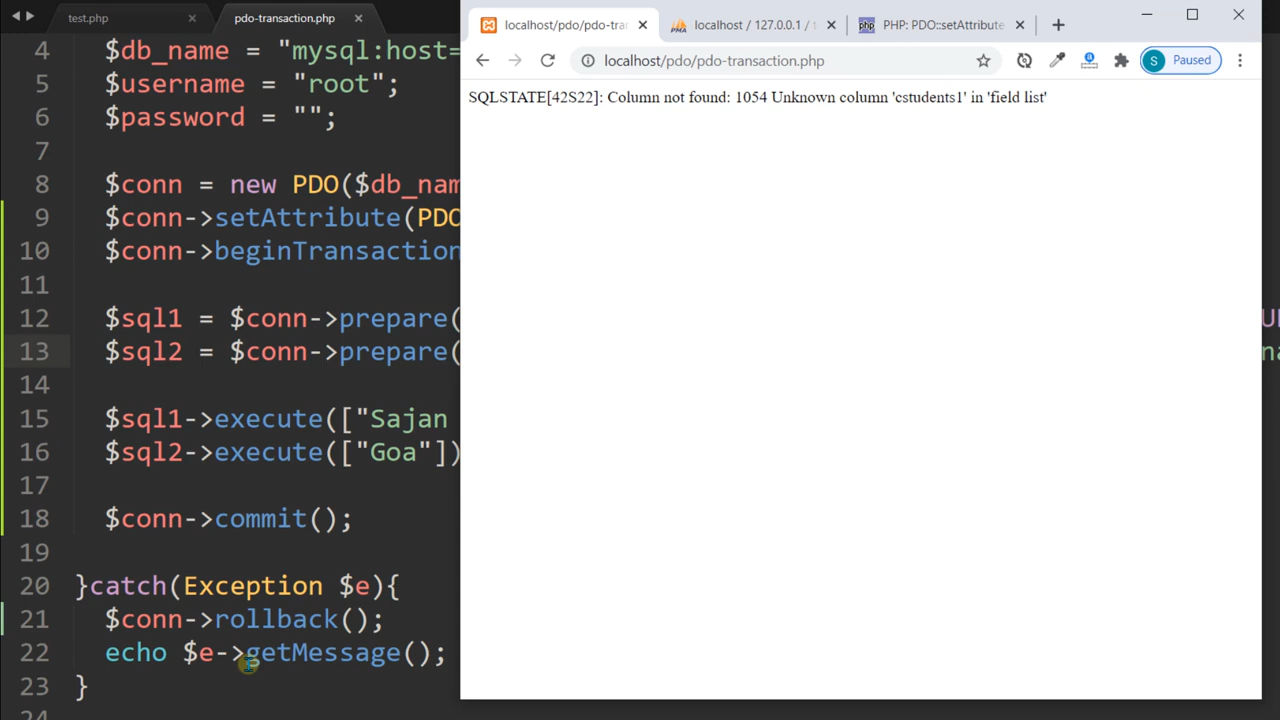 test.php × pdo-transaction.php ×
4 $db_name = "mysql:host=
5 $username = "root";
6 $password = "";
7
8 $conn = new PDO($db_nam
9 $conn->setAttribute(PDO
10 $conn->beginTransaction
11
12 $sql1 = $conn->prepare(
13 $sql2 = $conn->prepare(
14
15 $sql1->execute(["Sajan
16 $sql2->execute(["Goa"])
17
18 $conn->commit();
19
20 }catch(Exception $e){
21 $conn->rollback();
22 echo $e->getMessage();
23 }
24
localhost/pdo/pdo-tra × localhost / 127.0.0.1 / t × PHP: PDO::setAttribute × +
localhost/pdo/pdo-transaction.php S Paused
SQLSTATE[42S22]: Column not found: 1054 Unknown column 'cstudents1' in 'field list'